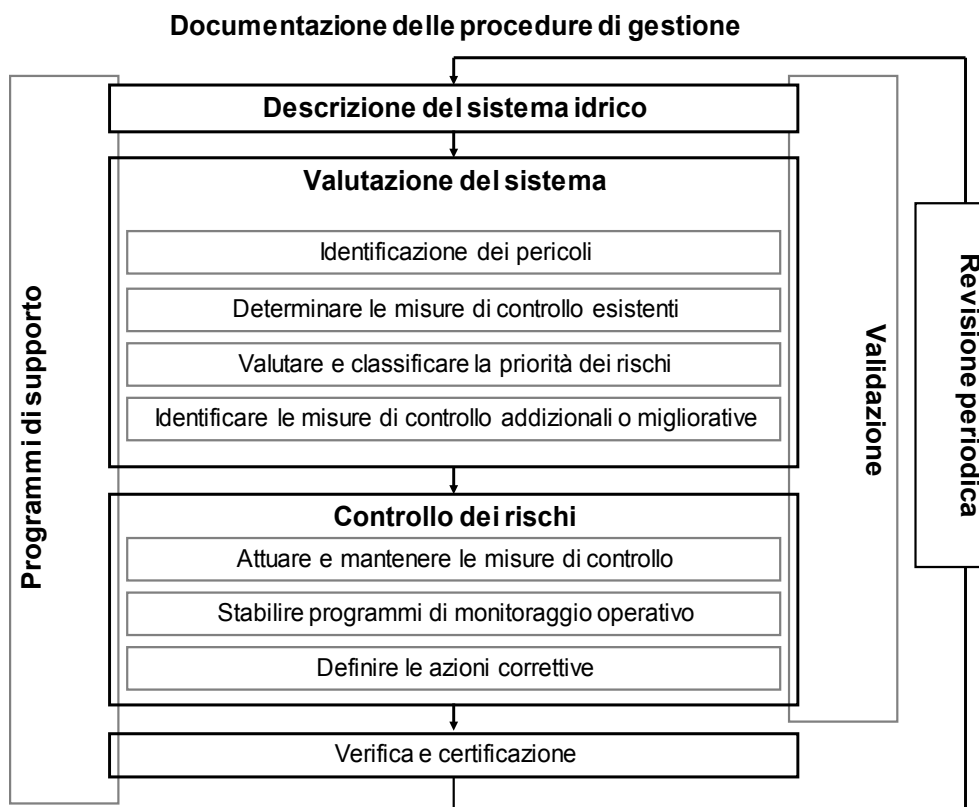 Documentazione delle procedure di gestione
Descrizione del sistema idrico
Valutazione del sistema
Identificazione dei pericoli
Determinare le misure di controllo esistenti
Valutare e classificare la priorità dei rischi
Identificare le misure di controllo addizionali o migliorative
Controllo dei rischi
Attuare e mantenere le misure di controllo
Stabilire programmi di monitoraggio operativo
Definire le azioni correttive
Verifica e certificazione
Programmi di supporto
Validazione
Revisione periodica